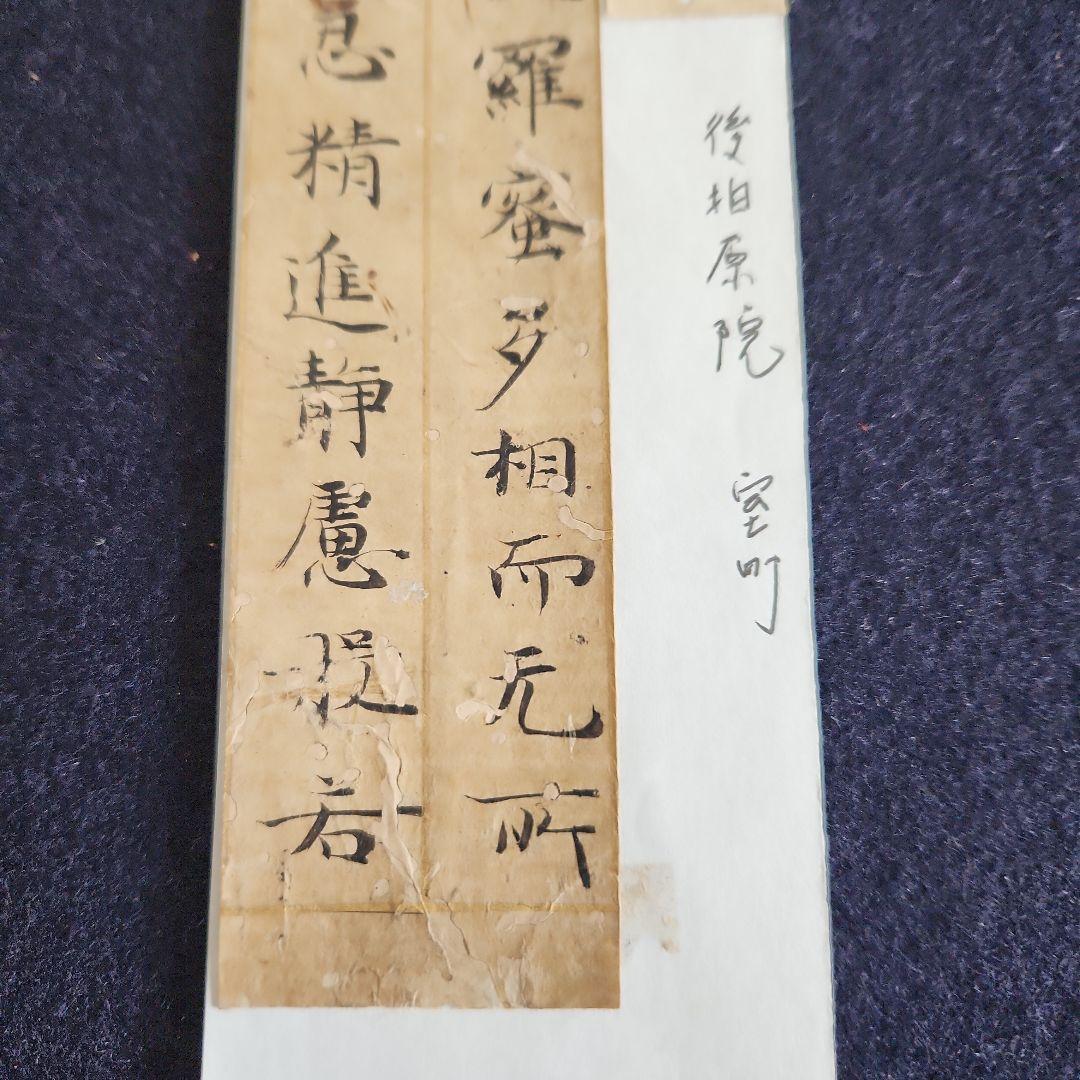 後柏原院 室町
羅蜜多相而无所
忍精進静慮般若